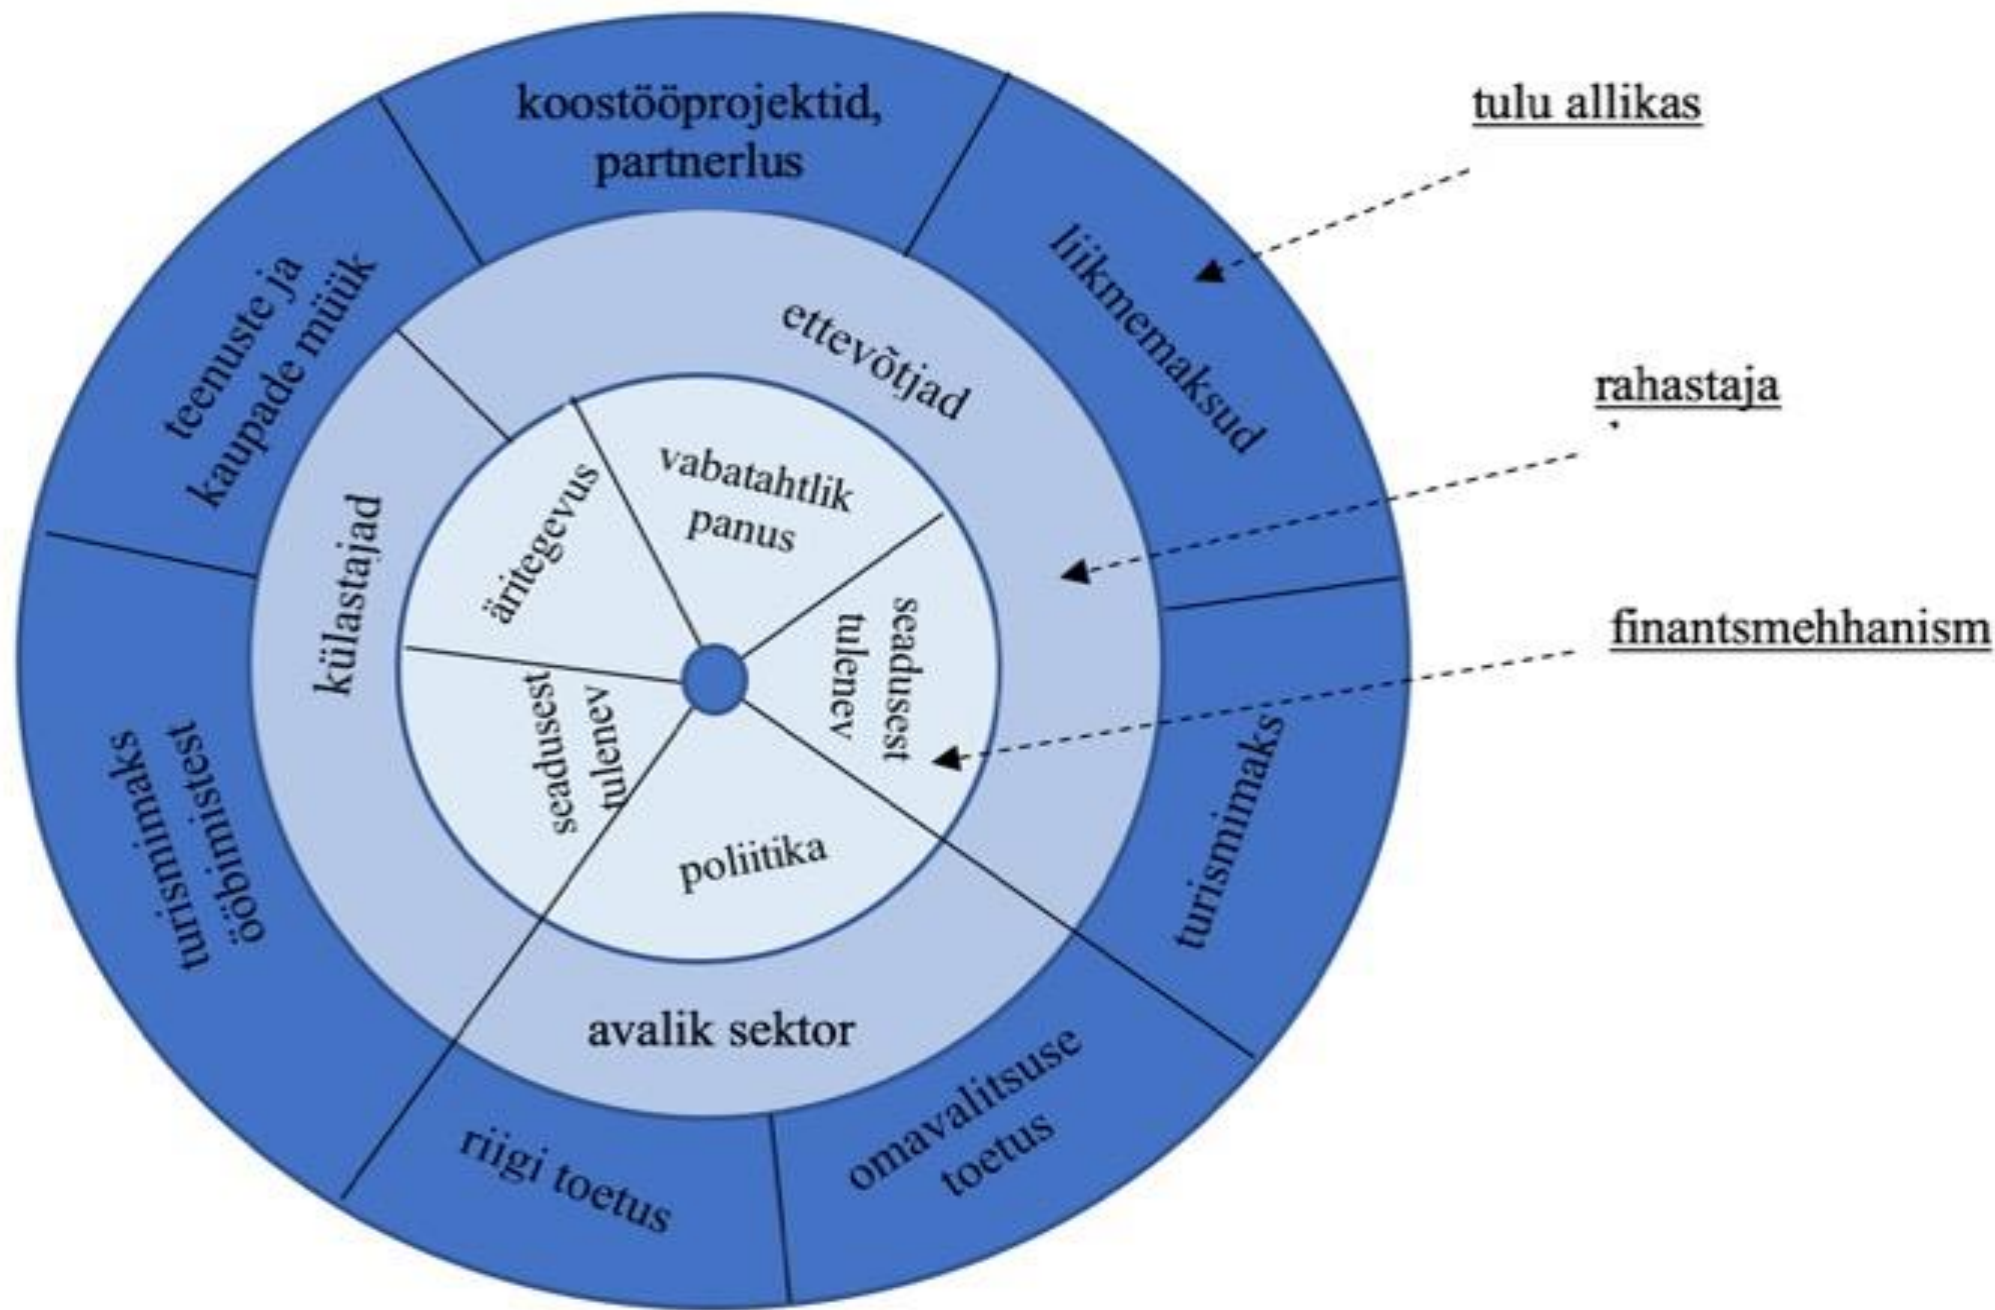 koostööprojektid,
partnerlus
liikmemaksud
turismimaks
omavalitsuse
toetus
riigi toetus
turismimaks
ööbimistest
teenuste ja
kaupade müük
ettevõtjad
avalik sektor
külastajad
vabatahtlik
panus
seadusest
tulenev
poliitika
seadusest
tulenev
äritegevus
tulu allikas
rahastaja
finantsmehhanism